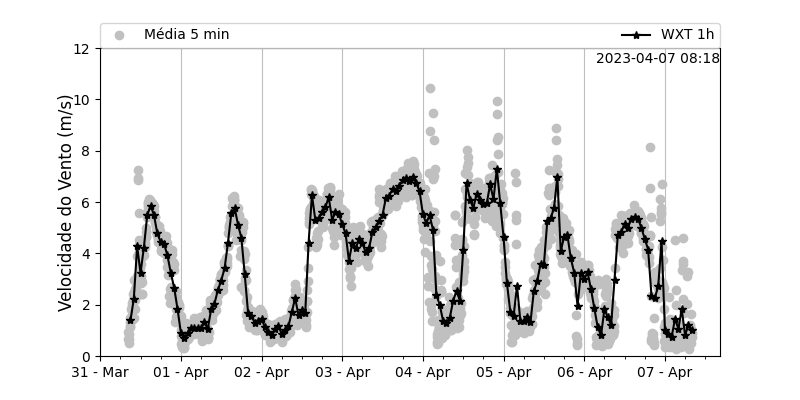 Média 5 min
WXT 1h
2023-04-07 08:18
Velocidade do Vento (m/s)
12
10
8
6
4
2
0
31 - Mar
01 - Apr
02 - Apr
03 - Apr
04 - Apr
05 - Apr
06 - Apr
07 - Apr